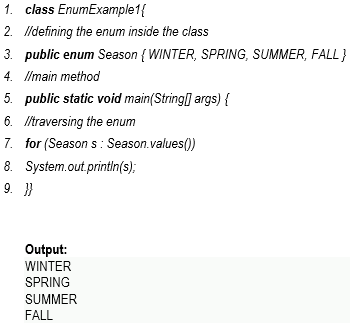 1. class EnumExample1{
2. //defining the enum inside the class
3. public enum Season { WINTER, SPRING, SUMMER, FALL }
4. //main method
5. public static void main(String[] args) {
6. //traversing the enum
7. for (Season s : Season.values())
8. System.out.println(s);
9. }}
Output:
WINTER
SPRING
SUMMER
FALL